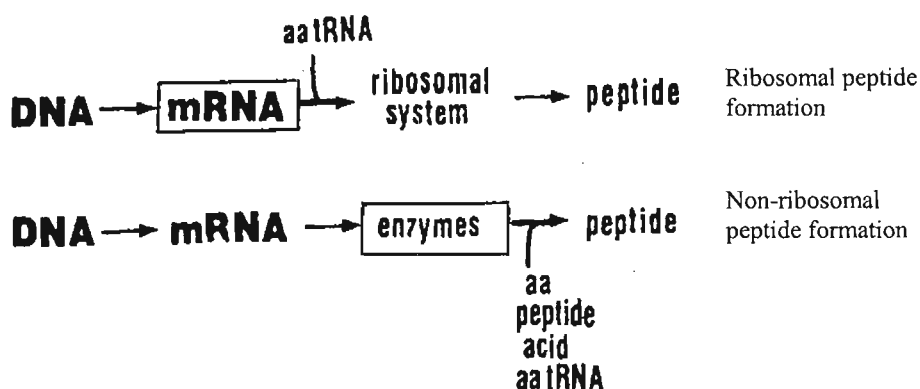 aatRNA
DNA → mRNA → ribosomal system → peptide
Ribosomal peptide
formation
DNA → mRNA → enzymes → peptide
Non-ribosomal
peptide formation
aa
peptide
acid
aatRNA